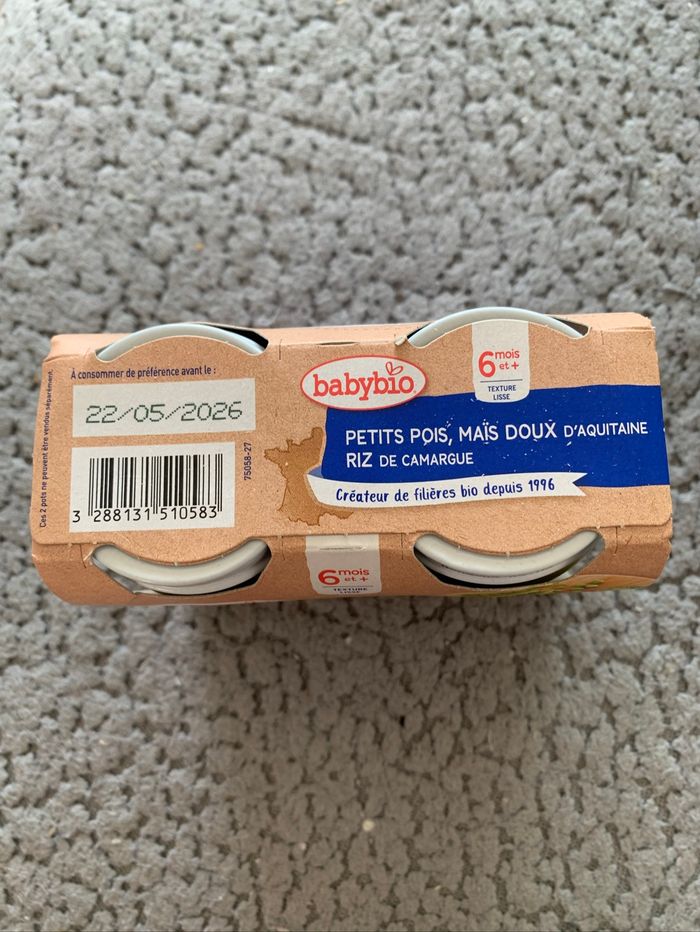 Ces 2 pots ne peuvent être vendus séparément.
À consommer de préférence avant le :
22/05/2026
3 288131 510583
75058-27
babybio
6 mois et +
TEXTURE
LISSE
PETITS POIS, MAÏS DOUX D'AQUITAINE
RIZ DE CAMARGUE
Créateur de filières bio depuis 1996
6 mois et +
TEXTURE
LISSE